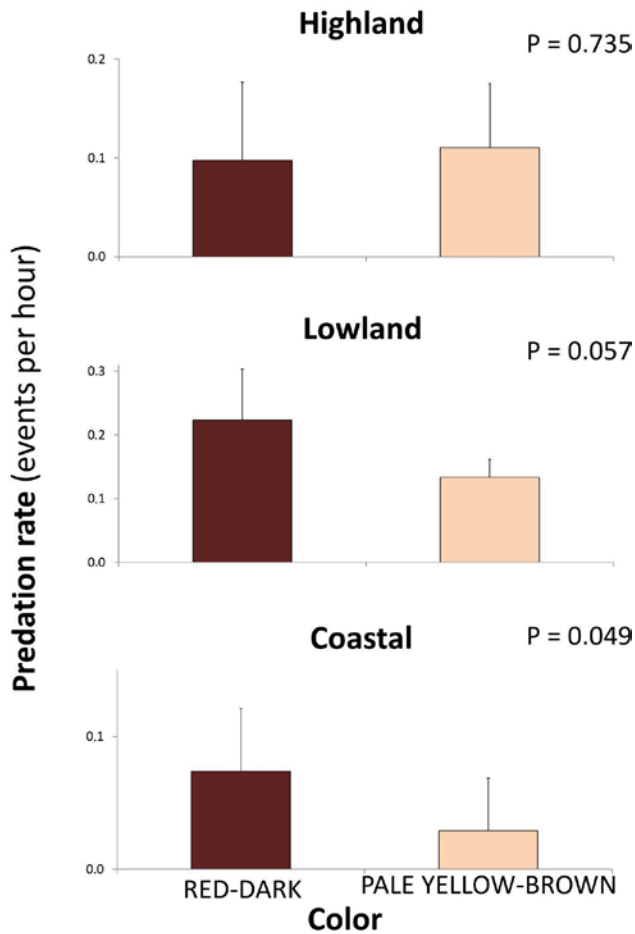 Highland
P = 0.735
0.2
0.1
0.0
Lowland
P = 0.057
0.3
0.2
0.1
0.0
Coastal
P = 0.049
0.1
0.0
RED-DARK
PALE YELLOW-BROWN
Color
Predation rate (events per hour)